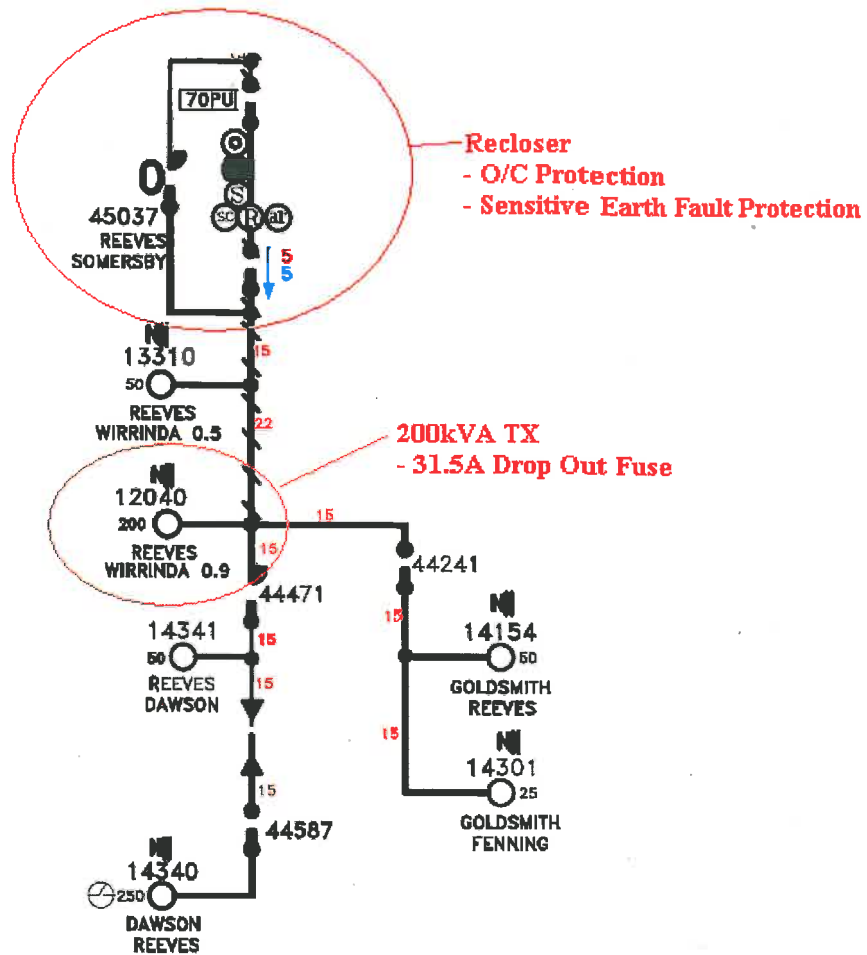 70PU
Recloser
- O/C Protection
- Sensitive Earth Fault Protection
S
SC R ar
0
45037
REEVES
SOMERSBY
5
5
N
13310
15
50
REEVES
WIRRINDA 0.5
22
200kVA TX
- 31.5A Drop Out Fuse
N
12040
200
15
REEVES
WIRRINDA 0.9
15
44241
44471
14341
15
15
N
14154
50
50
REEVES
DAWSON
15
GOLDSMITH
REEVES
15
N
14301
25
15
GOLDSMITH
FENNING
44587
N
14340
250
DAWSON
REEVES